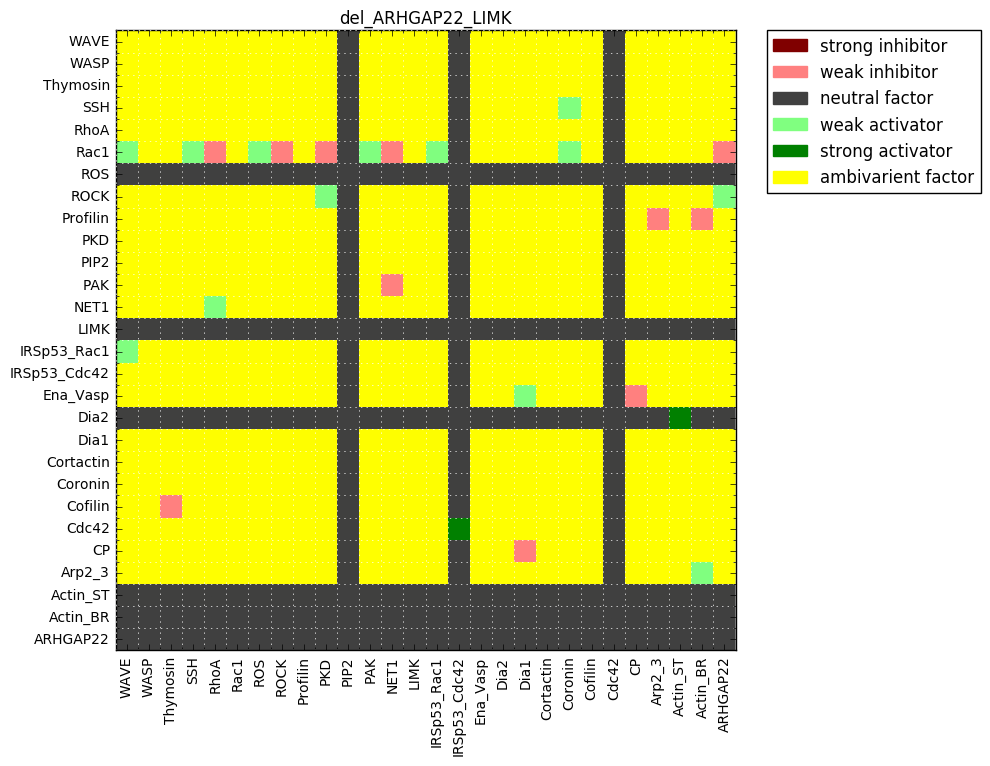 del_ARHGAP22_LIMK
WAVE
WASP
Thymosin
SSH
RhoA
Rac1
ROS
ROCK
Profilin
PKD
PIP2
PAK
NET1
LIMK
IRSp53_Rac1
IRSp53_Cdc42
Ena_Vasp
Dia2
Dia1
Cortactin
Coronin
Cofilin
Cdc42
CP
Arp2_3
Actin_ST
Actin_BR
ARHGAP22
WAVE
WASP
Thymosin
SSH
RhoA
Rac1
ROS
ROCK
Profilin
PKD
PIP2
PAK
NET1
LIMK
IRSp53_Rac1
IRSp53_Cdc42
Ena_Vasp
Dia2
Dia1
Cortactin
Coronin
Cofilin
Cdc42
CP
Arp2_3
Actin_ST
Actin_BR
ARHGAP22
strong inhibitor
weak inhibitor
neutral factor
weak activator
strong activator
ambivarient factor